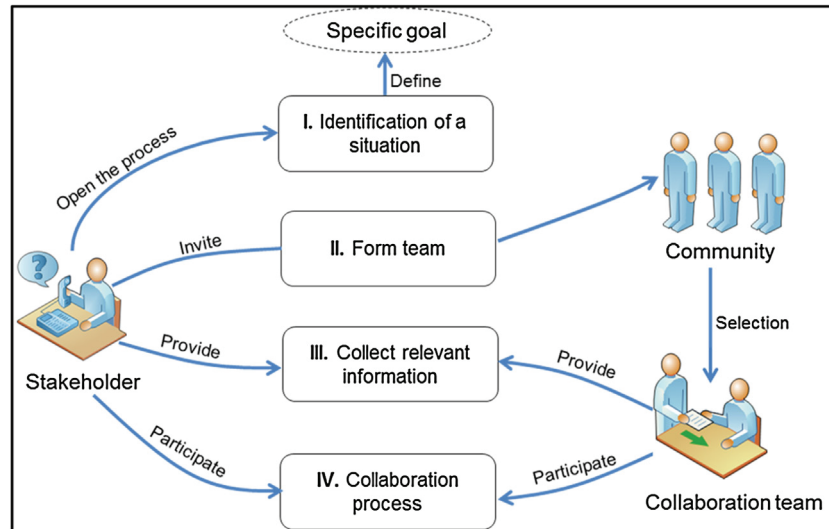 Specific goal
Define
I. Identification of a
situation
Open the process
Invite
II. Form team
Community
Selection
Provide
III. Collect relevant
information
Provide
Stakeholder
Participate
IV. Collaboration
process
Participate
Collaboration team
?